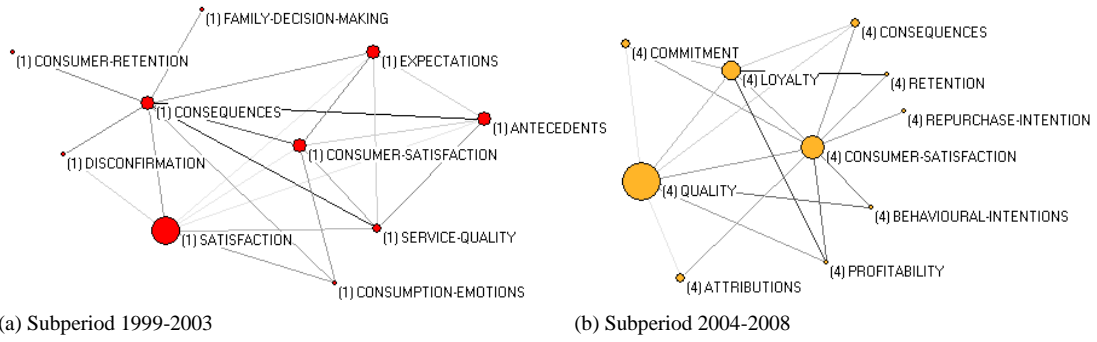 (1) FAMILY-DECISION-MAKING
(1) CONSUMER-RETENTION
(1) EXPECTATIONS
(1) CONSEQUENCES
(1) ANTECEDENTS
(1) CONSUMER-SATISFACTION
(1) DISCONFIRMATION
(1) SATISFACTION
(1) SERVICE-QUALITY
(1) CONSUMPTION-EMOTIONS
(a) Subperiod 1999-2003
(4) CONSEQUENCES
(4) COMMITMENT
(4) LOYALTY
(4) RETENTION
(4) REPURCHASE-INTENTION
(4) CONSUMER-SATISFACTION
(4) QUALITY
(4) BEHAVIOURAL-INTENTIONS
(4) PROFITABILITY
(4) ATTRIBUTIONS
(b) Subperiod 2004-2008